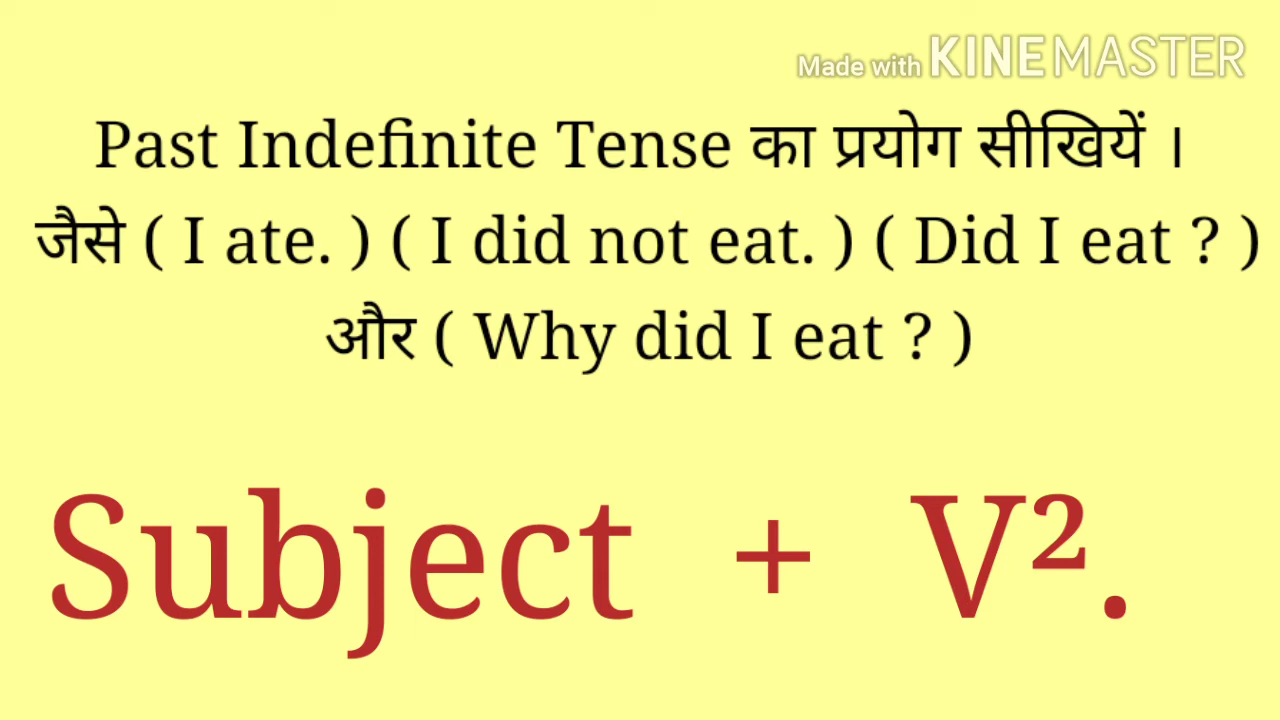 Made with KINEMASTER
Past Indefinite Tense का प्रयोग सीखियें ।
जैसे ( I ate. ) ( I did not eat. ) ( Did I eat ? )
और ( Why did I eat ? )
Subject + V².